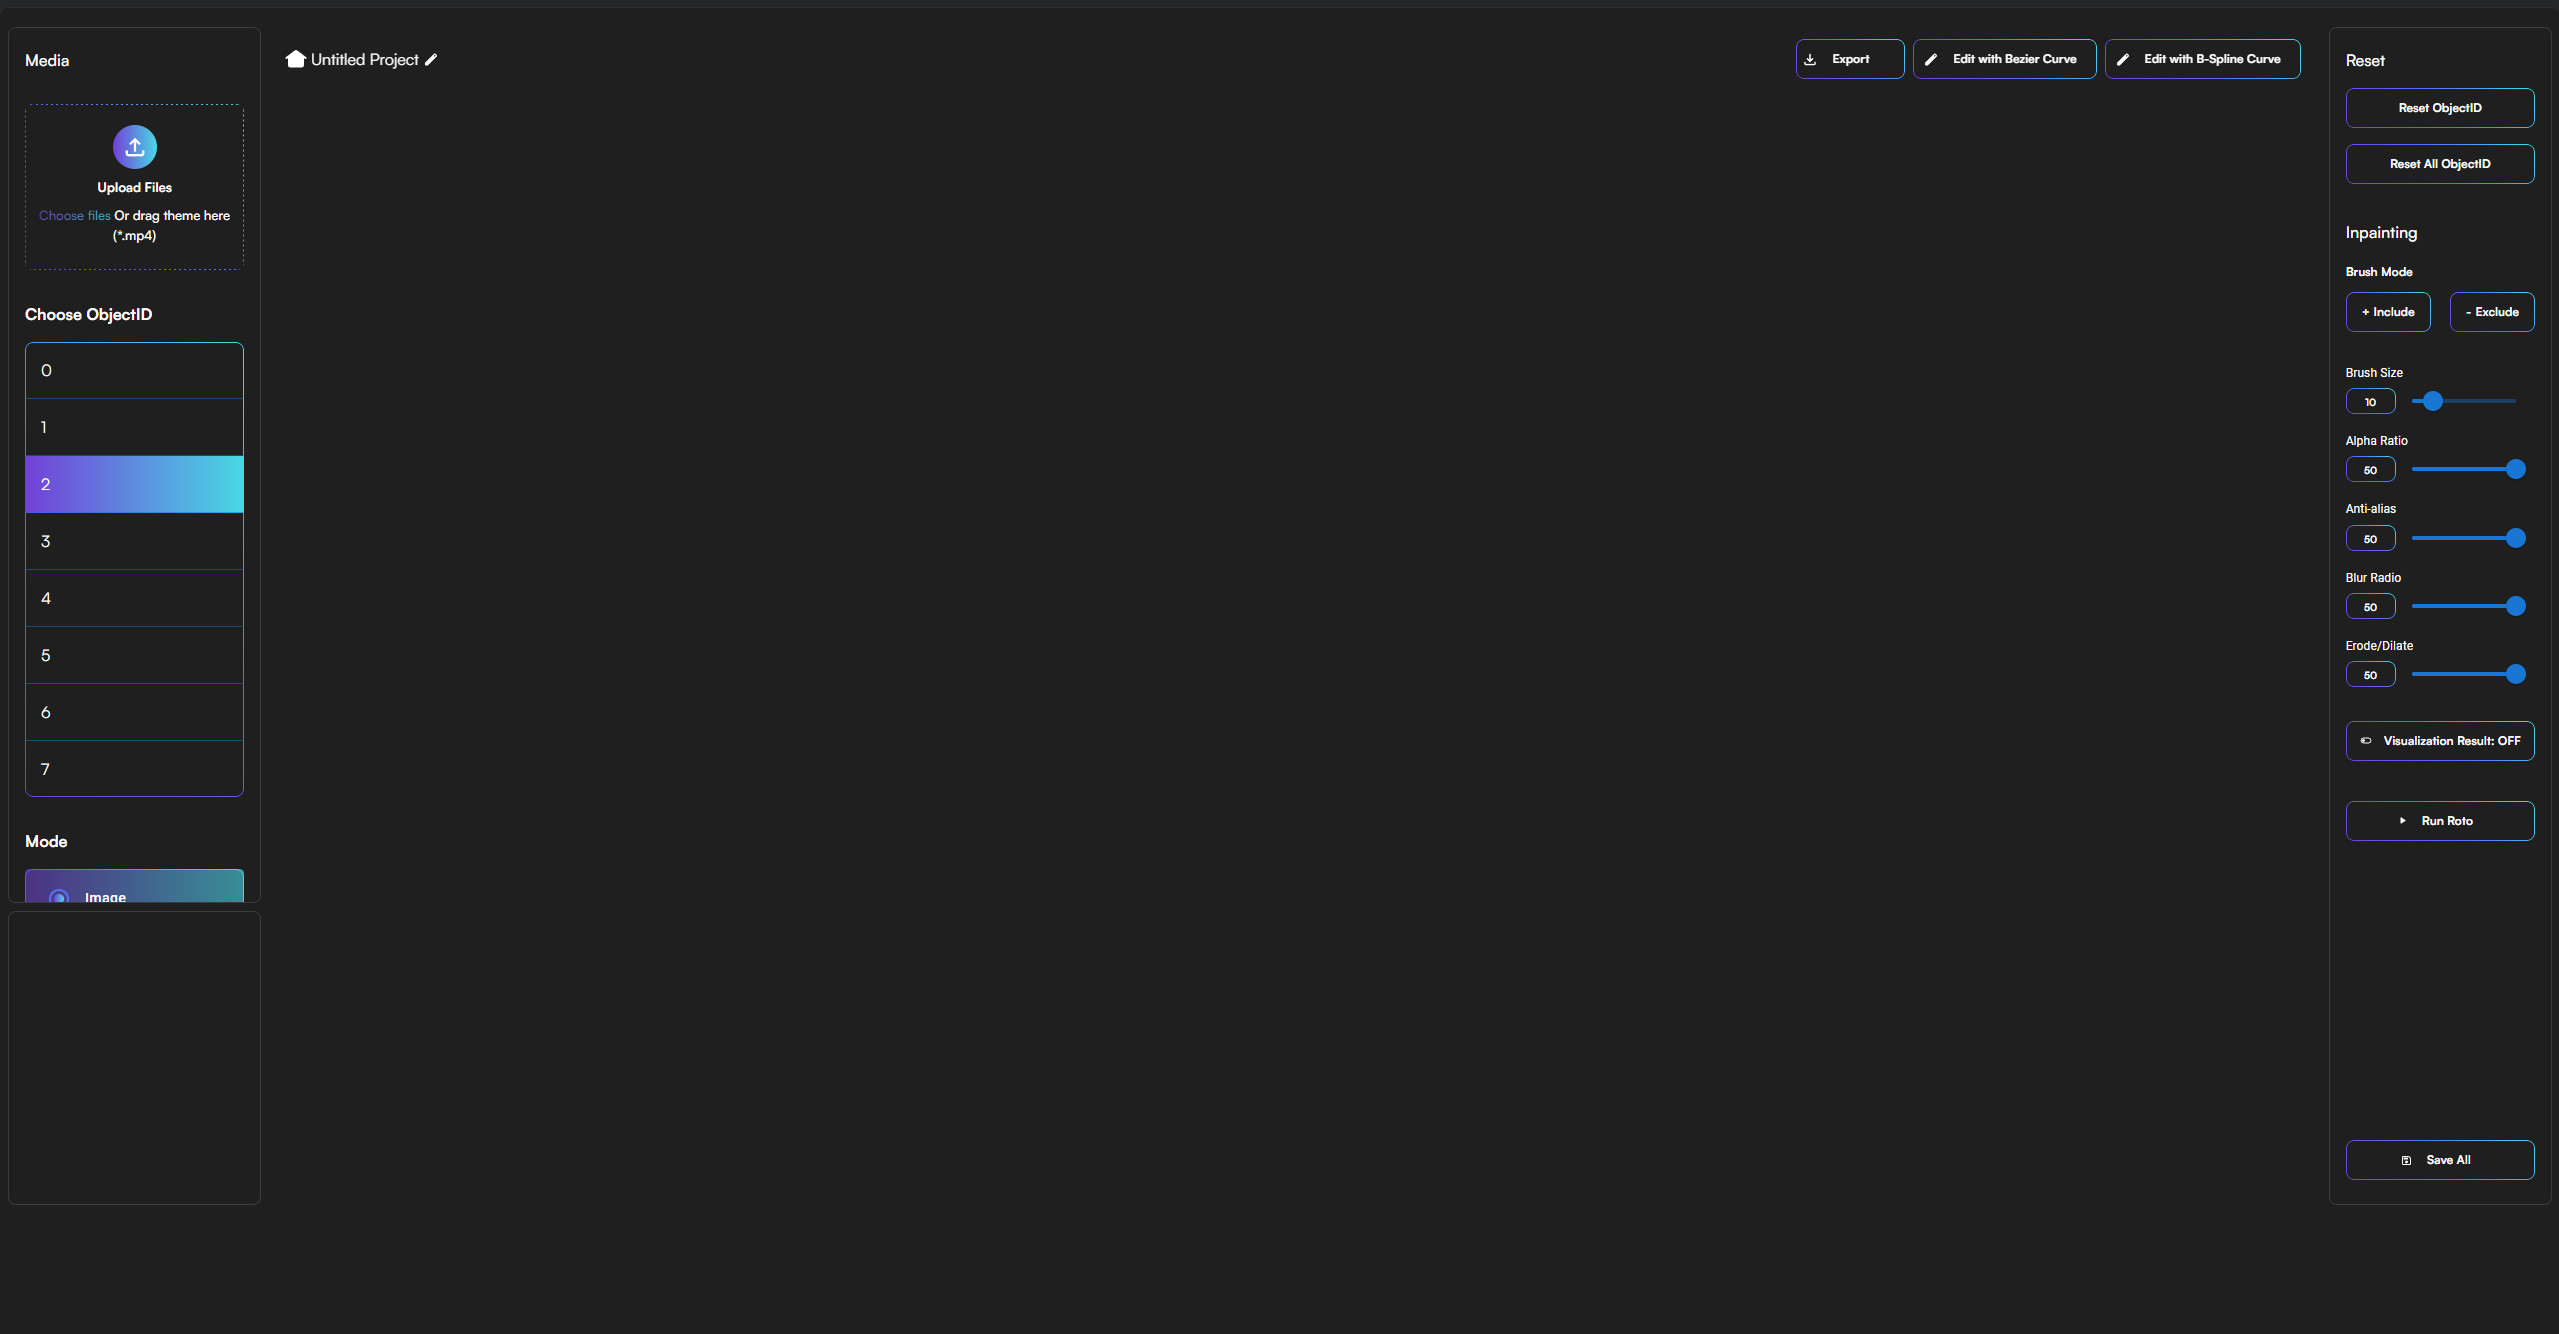 Media
Upload Files
Choose files Or drag theme here
(*.mp4)
Choose ObjectID
0
1
2
3
4
5
6
7
Mode
Image
Untitled Project
Export
Edit with Bezier Curve
Edit with B-Spline Curve
Reset
Reset ObjectID
Reset All ObjectID
Inpainting
Brush Mode
+ Include
- Exclude
Brush Size
10
Alpha Ratio
50
Anti-alias
50
Blur Radio
50
Erode/Dilate
50
Visualization Result: OFF
Run Roto
Save All